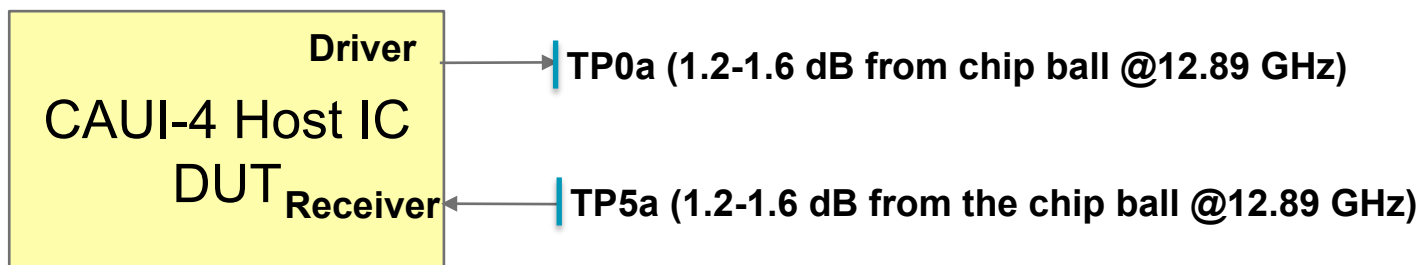 Driver
TP0a (1.2-1.6 dB from chip ball @12.89 GHz)
CAUI-4 Host IC
DUT
Receiver
TP5a (1.2-1.6 dB from the chip ball @12.89 GHz)